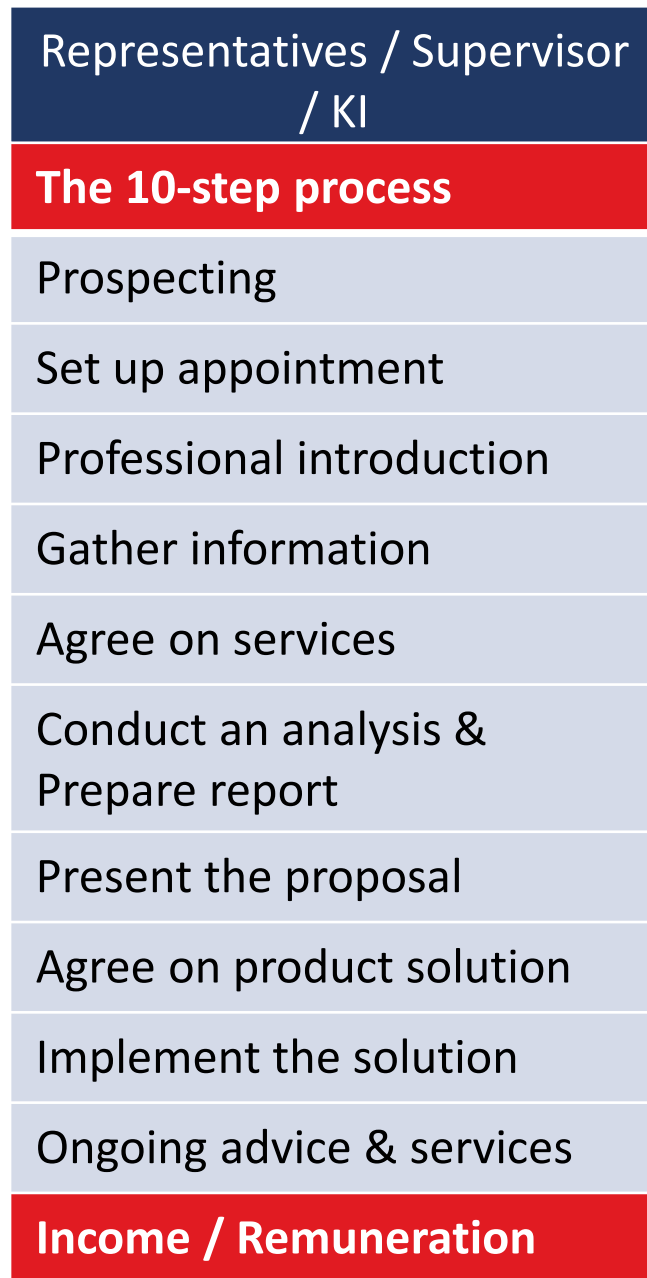 Representatives / Supervisor
/ KI
The 10-step process
Prospecting
Set up appointment
Professional introduction
Gather information
Agree on services
Conduct an analysis &
Prepare report
Present the proposal
Agree on product solution
Implement the solution
Ongoing advice & services
Income / Remuneration